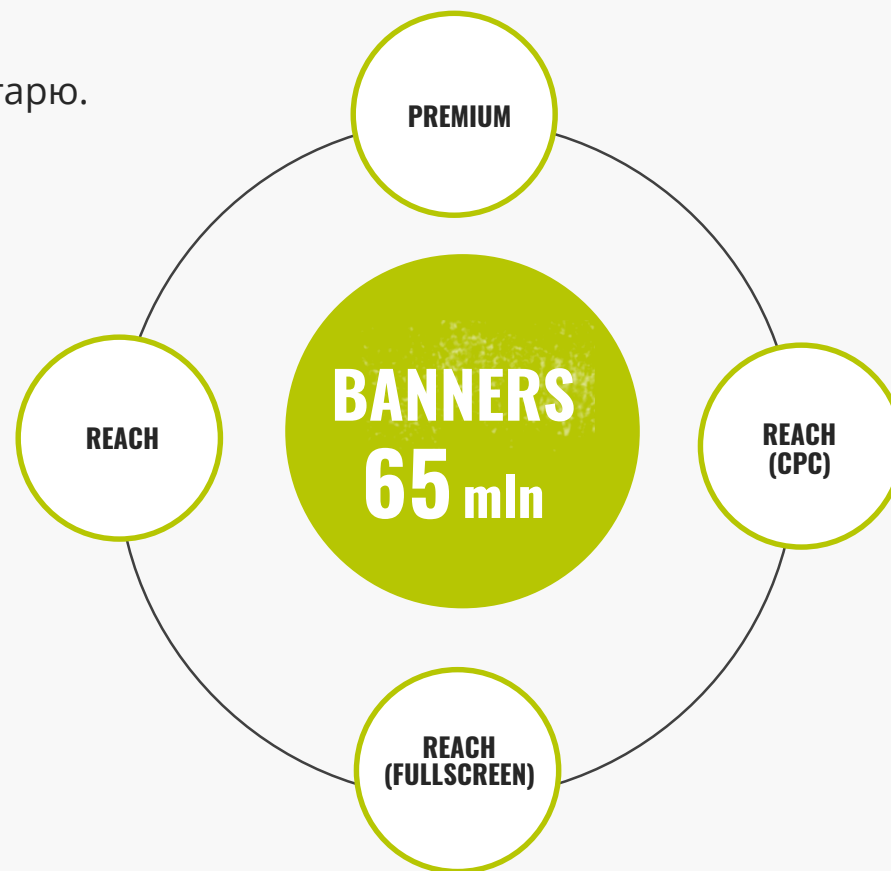 тарю.
PREMIUM
BANNERS
65 mln
REACH
REACH
(CPC)
REACH
(FULLSCREEN)